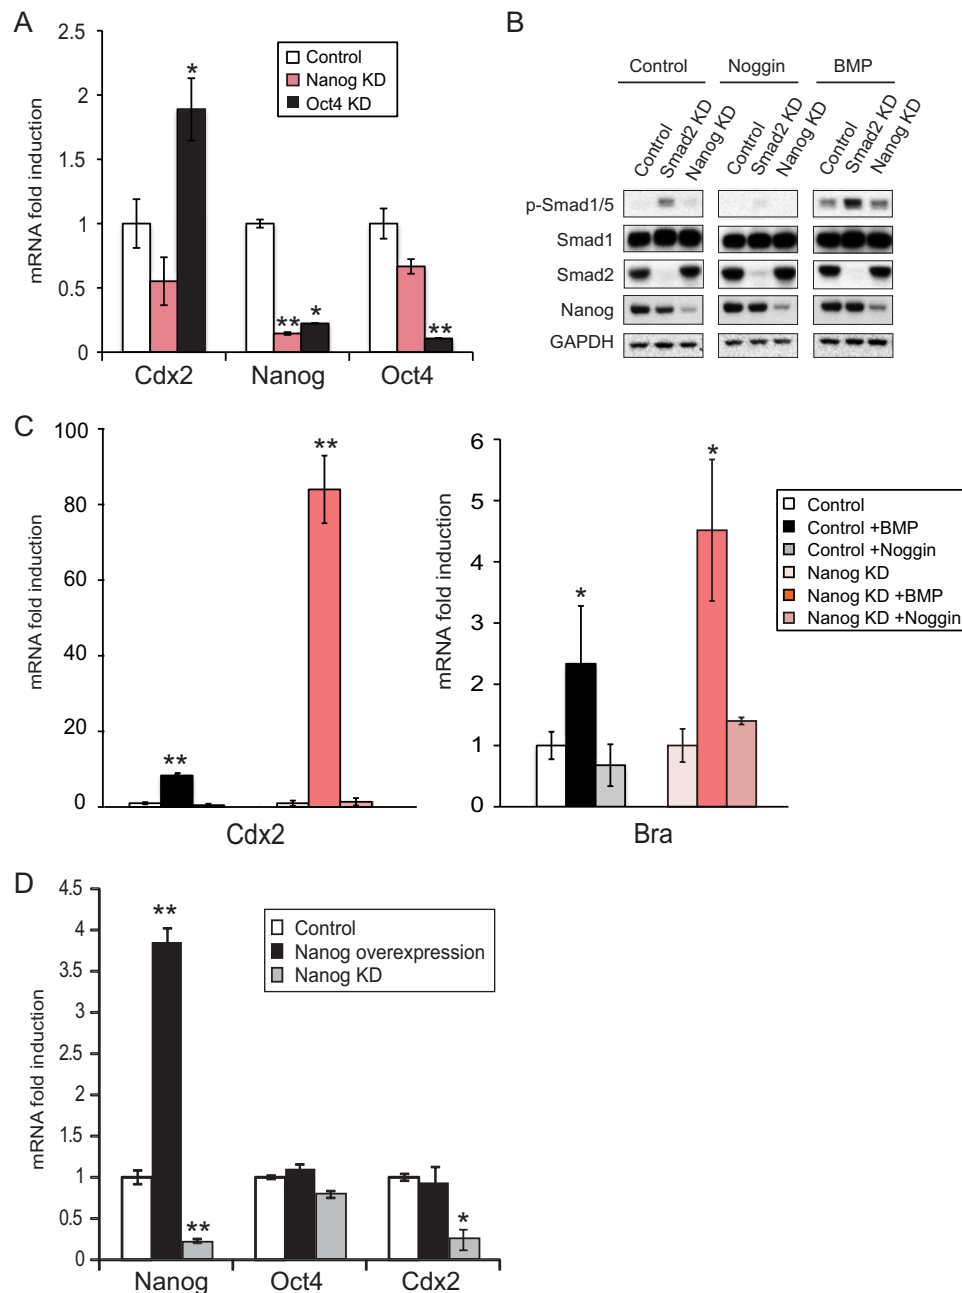 A
2.5
2
1.5
1
0.5
0
mRNA fold induction
Control
Nanog KD
Oct4 KD
*
**
*
**
Cdx2
Nanog
Oct4
B
Control
Noggin
BMP
Control
Smad2 KD
Nanog KD
Control
Smad2 KD
Nanog KD
Control
Smad2 KD
Nanog KD
p-Smad1/5
Smad1
Smad2
Nanog
GAPDH
C
100
80
60
40
20
0
mRNA fold induction
**
**
Cdx2
6
5
4
3
2
1
0
mRNA fold induction
*
*
Bra
Control
Control +BMP
Control +Noggin
Nanog KD
Nanog KD +BMP
Nanog KD +Noggin
D
4.5
4
3.5
3
2.5
2
1.5
1
0.5
0
mRNA fold induction
Control
Nanog overexpression
Nanog KD
**
**
*
Nanog
Oct4
Cdx2